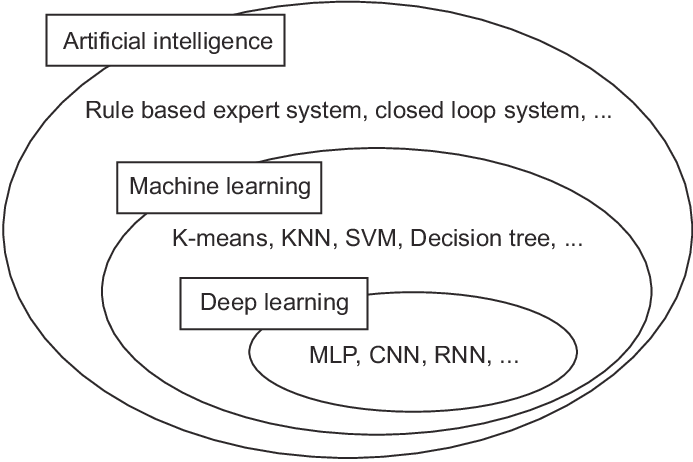 Artificial intelligence
Rule based expert system, closed loop system, ...
Machine learning
K-means, KNN, SVM, Decision tree, ...
Deep learning
MLP, CNN, RNN, ...